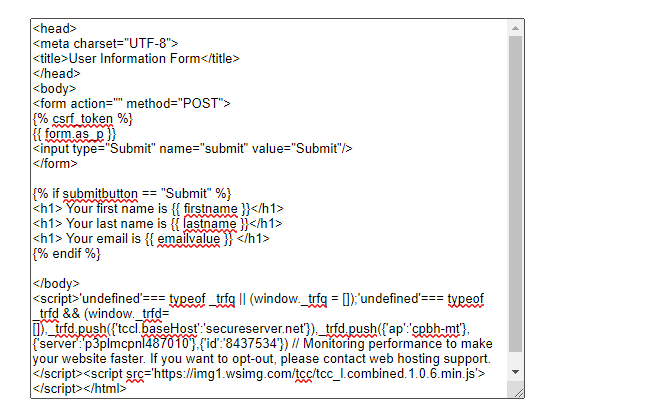 <head>
<meta charset="UTF-8">
<title>User Information Form</title>
</head>
<body>
<form action="" method="POST">
{% csrf_token %}
{{ form.as_p }}
<input type="Submit" name="submit" value="Submit"/>
</form>
{% if submitbutton == "Submit" %}
<h1> Your first name is {{ firstname }}</h1>
<h1> Your last name is {{ lastname }}</h1>
<h1> Your email is {{ emailvalue }} </h1>
{% endif %}
</body>
<script>'undefined'=== typeof _trfq || (window._trfq = []);'undefined'=== typeof
_trfd && (window._trfd=
[]),_trfd.push({'tccl.baseHost':'secureserver.net'}),_trfd.push({'ap':'cpbh-mt'},
{'server':'p3plmcpnl487010'},{'id':'8437534'}) // Monitoring performance to make
your website faster. If you want to opt-out, please contact web hosting support.
</script><script src='https://img1.wsimg.com/tcc/tcc_l.combined.1.0.6.min.js'>
</script></html>